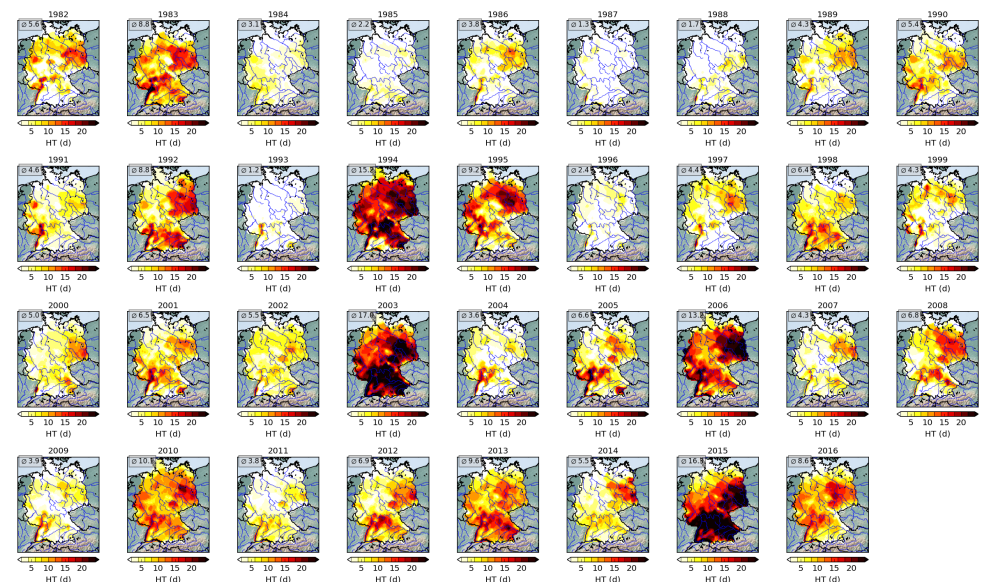 1982 1983 1984 1985 1986 1987 1988 1989 1990
Ø 5.6 Ø 8.8 Ø 3.1 Ø 2.2 Ø 3.8 Ø 1.3 Ø 1.7 Ø 4.3 Ø 5.4
5 10 15 20 5 10 15 20 5 10 15 20 5 10 15 20 5 10 15 20 5 10 15 20 5 10 15 20 5 10 15 20 5 10 15 20
HT (d) HT (d) HT (d) HT (d) HT (d) HT (d) HT (d) HT (d) HT (d)
1991 1992 1993 1994 1995 1996 1997 1998 1999
Ø 4.6 Ø 8.8 Ø 1.2 Ø 15. Ø 9.2 Ø 2.4 Ø 4.4 Ø 6.4 Ø 4.3
5 10 15 20 5 10 15 20 5 10 15 20 5 10 15 20 5 10 15 20 5 10 15 20 5 10 15 20 5 10 15 20 5 10 15 20
HT (d) HT (d) HT (d) HT (d) HT (d) HT (d) HT (d) HT (d) HT (d)
2000 2001 2002 2003 2004 2005 2006 2007 2008
Ø 5.0 Ø 6.5 Ø 5.5 Ø 17. Ø 3.6 Ø 6.6 Ø 13. Ø 4.3 Ø 6.8
5 10 15 20 5 10 15 20 5 10 15 20 5 10 15 20 5 10 15 20 5 10 15 20 5 10 15 20 5 10 15 20 5 10 15 20
HT (d) HT (d) HT (d) HT (d) HT (d) HT (d) HT (d) HT (d) HT (d)
2009 2010 2011 2012 2013 2014 2015 2016
Ø 3.9 Ø 10. Ø 3.8 Ø 6.9 Ø 9.6 Ø 5.5 Ø 16. Ø 8.6
5 10 15 20 5 10 15 20 5 10 15 20 5 10 15 20 5 10 15 20 5 10 15 20 5 10 15 20 5 10 15 20
HT (d) HT (d) HT (d) HT (d) HT (d) HT (d) HT (d) HT (d)